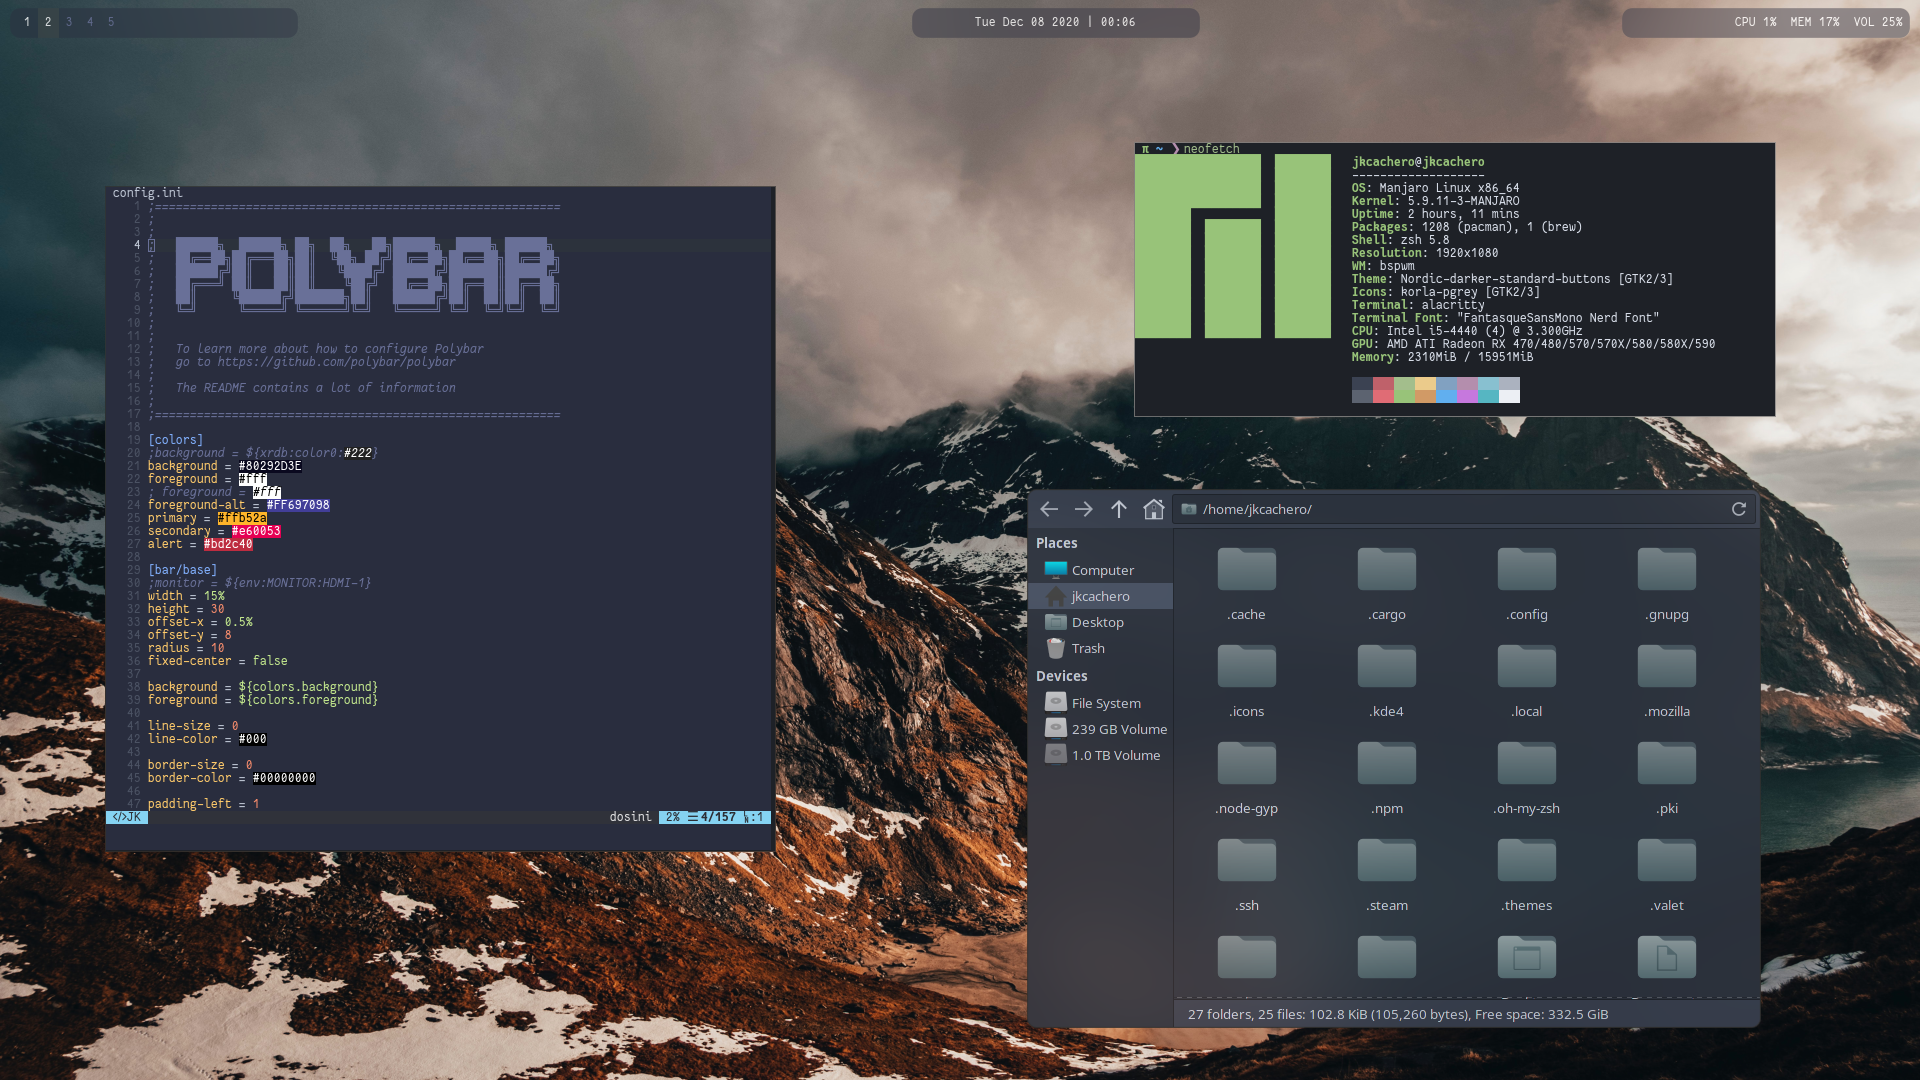 1 2 3 4 5
Tue Dec 08 2020 | 00:06
CPU 1% MEM 17% VOL 25%
config.ini
1 ;==========================================================
2 ;
3 ;
4 ;
5 ;
6 ;
7 ;
8 ;
9 ;
POLYBAR
10 ;
11 ;
12 ; To learn more about how to configure Polybar
13 ; go to https://github.com/polybar/polybar
14 ;
15 ; The README contains a lot of information
16 ;
17 ;==========================================================
18
19 [colors]
20 ;background = ${xrdb:color0:#222}
21 background = #80292D3E
22 foreground = #fff
23 ; foreground = #fff
24 foreground-alt = #FF697098
25 primary = #ffb52a
26 secondary = #e60053
27 alert = #bd2c40
28
29 [bar/base]
30 ;monitor = ${env:MONITOR:HDMI-1}
31 width = 15%
32 height = 30
33 offset-x = 0.5%
34 offset-y = 8
35 radius = 10
36 fixed-center = false
37
38 background = ${colors.background}
39 foreground = ${colors.foreground}
40
41 line-size = 0
42 line-color = #000
43
44 border-size = 0
45 border-color = #00000000
46
47 padding-left = 1
</>JK dosini 2% ☰ 4/157 :1
π ~ ❯ neofetch
jkcachero@jkcachero
-------------------
OS: Manjaro Linux x86_64
Kernel: 5.9.11-3-MANJARO
Uptime: 2 hours, 11 mins
Packages: 1208 (pacman), 1 (brew)
Shell: zsh 5.8
Resolution: 1920x1080
WM: bspwm
Theme: Nordic-darker-standard-buttons [GTK2/3]
Icons: korla-pgrey [GTK2/3]
Terminal: alacritty
Terminal Font: "FantasqueSansMono Nerd Font"
CPU: Intel i5-4440 (4) @ 3.300GHz
GPU: AMD ATI Radeon RX 470/480/570/570X/580/580X/590
Memory: 2310MiB / 15951MiB
/home/jkcachero/
Places
Computer
jkcachero
Desktop
Trash
Devices
File System
239 GB Volume
1.0 TB Volume
.cache .cargo .config .gnupg
.icons .kde4 .local .mozilla
.node-gyp .npm .oh-my-zsh .pki
.ssh .steam .themes .valet
27 folders, 25 files: 102.8 KiB (105,260 bytes), Free space: 332.5 GiB